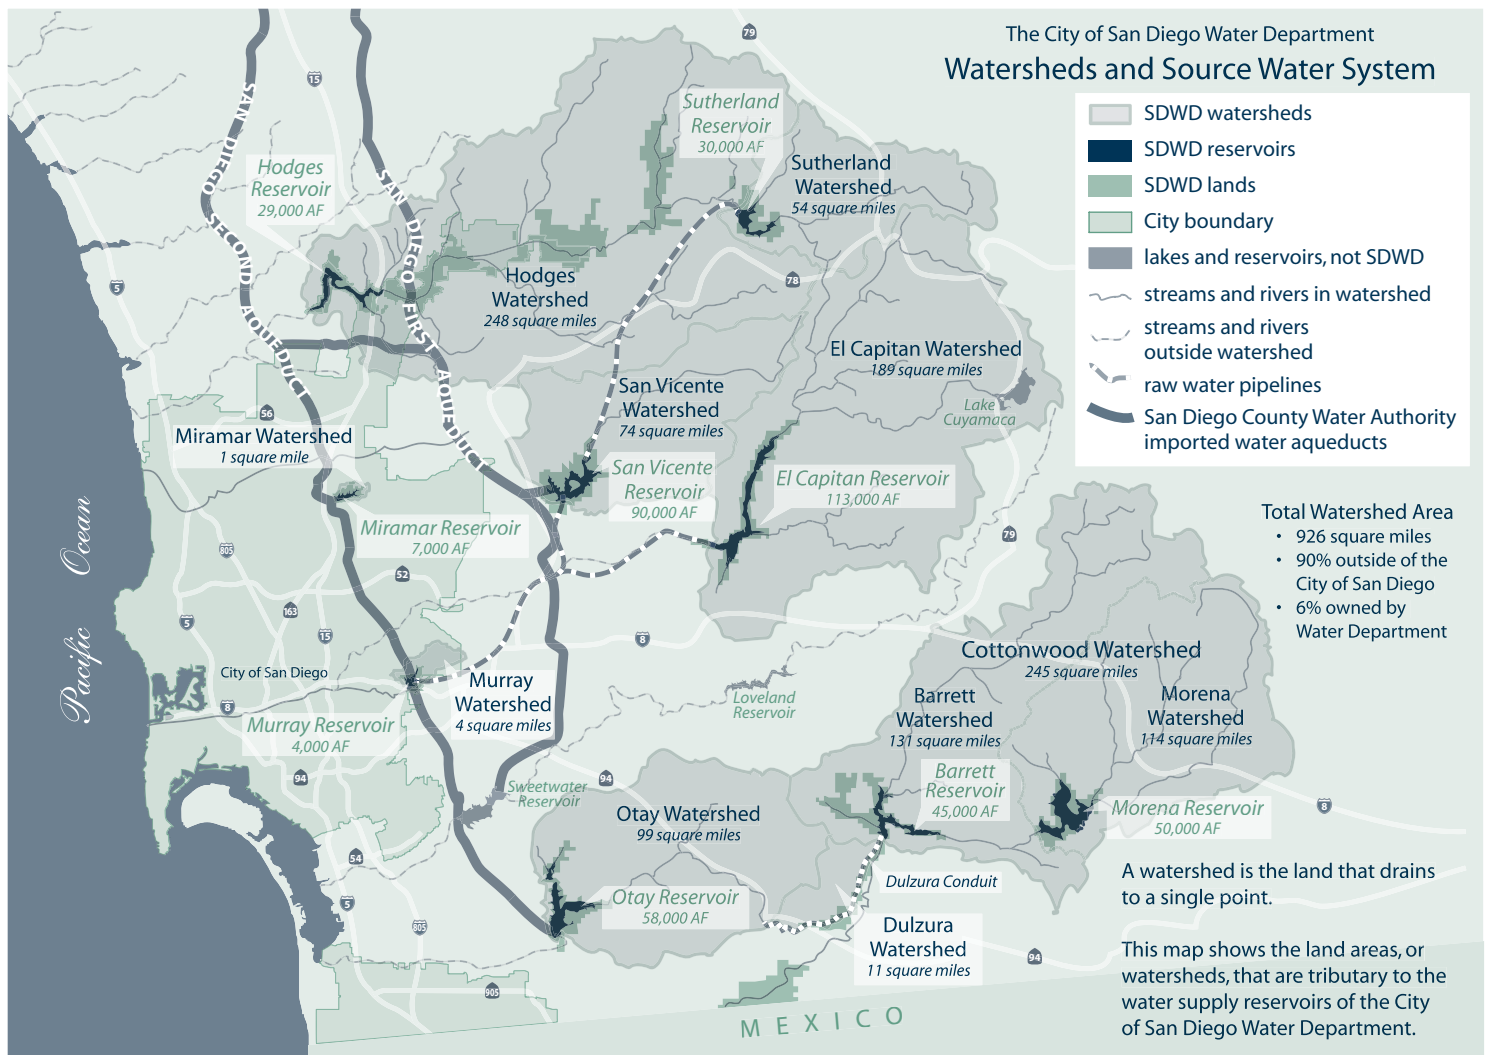 The City of San Diego Water Department
Watersheds and Source Water System
SDWD watersheds
SDWD reservoirs
SDWD lands
City boundary
lakes and reservoirs, not SDWD
streams and rivers in watershed
streams and rivers
outside watershed
raw water pipelines
San Diego County Water Authority
imported water aqueducts
Total Watershed Area
• 926 square miles
• 90% outside of the
City of San Diego
• 6% owned by
Water Department
A watershed is the land that drains
to a single point.
This map shows the land areas, or
watersheds, that are tributary to the
water supply reservoirs of the City
of San Diego Water Department.
79
15
SAN DIEGO SECOND AQUEDUCT
SAN DIEGO FIRST AQUEDUCT
Sutherland
Reservoir
30,000 AF
Hodges
Reservoir
29,000 AF
Sutherland
Watershed
54 square miles
5
78
Hodges
Watershed
248 square miles
El Capitan Watershed
189 square miles
Lake
Cuyamaca
San Vicente
Watershed
74 square miles
56
Miramar Watershed
1 square mile
San Vicente
Reservoir
90,000 AF
El Capitan Reservoir
113,000 AF
Miramar Reservoir
7,000 AF
805
52
79
163
5
15
8
Pacific Ocean
City of San Diego
8
Murray
Watershed
4 square miles
Murray Reservoir
4,000 AF
Loveland
Reservoir
Cottonwood Watershed
245 square miles
Barrett
Watershed
131 square miles
Morena
Watershed
114 square miles
94
Sweetwater
Reservoir
94
Barrett
Reservoir
45,000 AF
Morena Reservoir
50,000 AF
8
Otay Watershed
99 square miles
54
5
805
Otay Reservoir
58,000 AF
Dulzura Conduit
Dulzura
Watershed
11 square miles
94
905
MEXICO